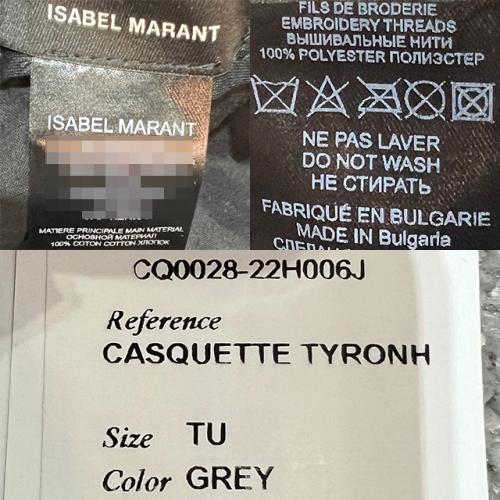 ISABEL MARANT
ISABEL MARANT
MATIERE PRINCIPALE MAIN MATERIAL
ОСНОВНОЙ МАТЕРИАЛ
100% COTON COTTON ХЛОПОК
FILS DE BRODERIE
EMBROIDERY THREADS
ВЫШИВАЛЬНЫЕ НИТИ
100% POLYESTER ПОЛИЭСТЕР
NE PAS LAVER
DO NOT WASH
НЕ СТИРАТЬ
FABRIQUÉ EN BULGARIE
MADE IN Bulgaria
CQ0028-22H006J
Reference
CASQUETTE TYRONH
Size TU
Color GREY